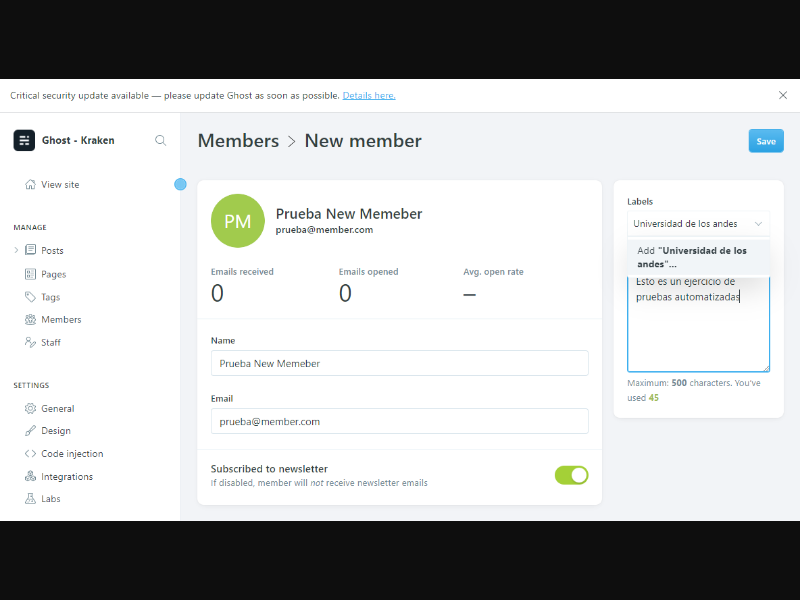 Critical security update available — please update Ghost as soon as possible. Details here.
Ghost - Kraken
Members > New member
Save
View site
MANAGE
Posts
Pages
Tags
Members
Staff
SETTINGS
General
Design
Code injection
Integrations
Labs
PM
Prueba New Memeber
prueba@member.com
Emails received
0
Emails opened
0
Avg. open rate
—
Name
Prueba New Memeber
Email
prueba@member.com
Subscribed to newsletter
If disabled, member will not receive newsletter emails
Labels
Universidad de los andes
Add "Universidad de los
andes"...
Esto es un ejercicio de
pruebas automatizadas
Maximum: 500 characters. You've
used 45